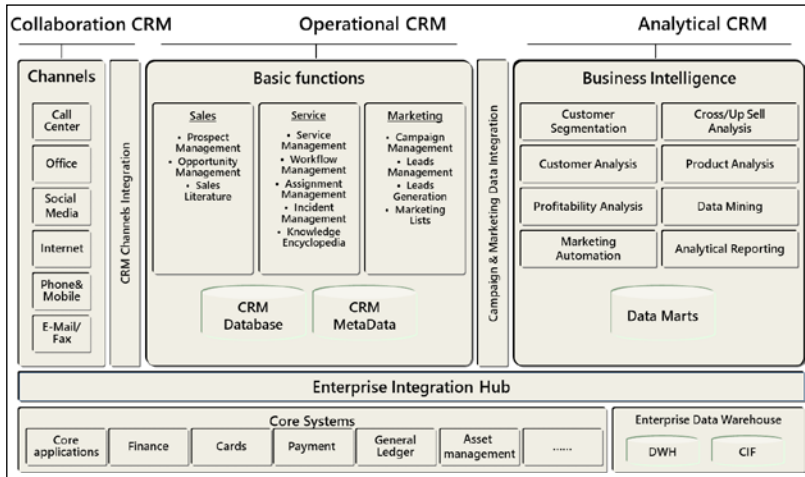 Collaboration CRM
Operational CRM
Analytical CRM
Channels
Call
Center
Office
Social
Media
Internet
Phone&
Mobile
E-Mail/
Fax
CRM Channels Integration
Basic functions
Sales
• Prospect
Management
• Opportunity
Management
• Sales
Literature
Service
• Service
Management
• Workflow
Management
• Assignment
Management
• Incident
Management
• Knowledge
Encyclopedia
Marketing
• Campaign
Management
• Leads
Management
• Leads
Generation
• Marketing
Lists
CRM
Database
CRM
MetaData
Campaign & Marketing Data Integration
Business Intelligence
Customer
Segmentation
Cross/Up Sell
Analysis
Customer Analysis
Product Analysis
Profitability Analysis
Data Mining
Marketing
Automation
Analytical Reporting
Data Marts
Enterprise Integration Hub
Core Systems
Core
applications
Finance
Cards
Payment
General
Ledger
Asset
management
......
Enterprise Data Warehouse
DWH
CIF